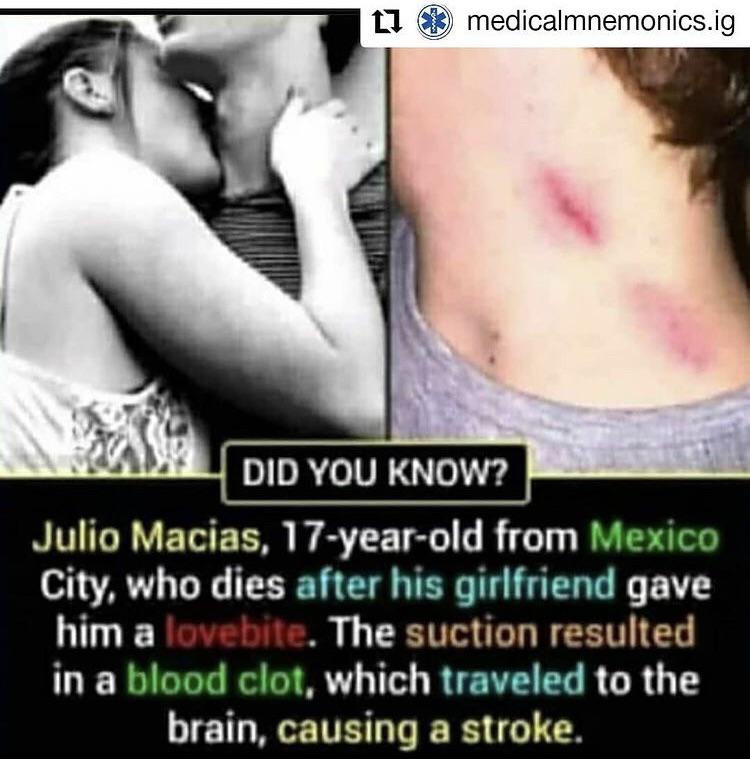 medicalmnemonics.ig
DID YOU KNOW?
Julio Macias, 17-year-old from Mexico
City, who dies after his girlfriend gave
him a lovebite. The suction resulted
in a blood clot, which traveled to the
brain, causing a stroke.